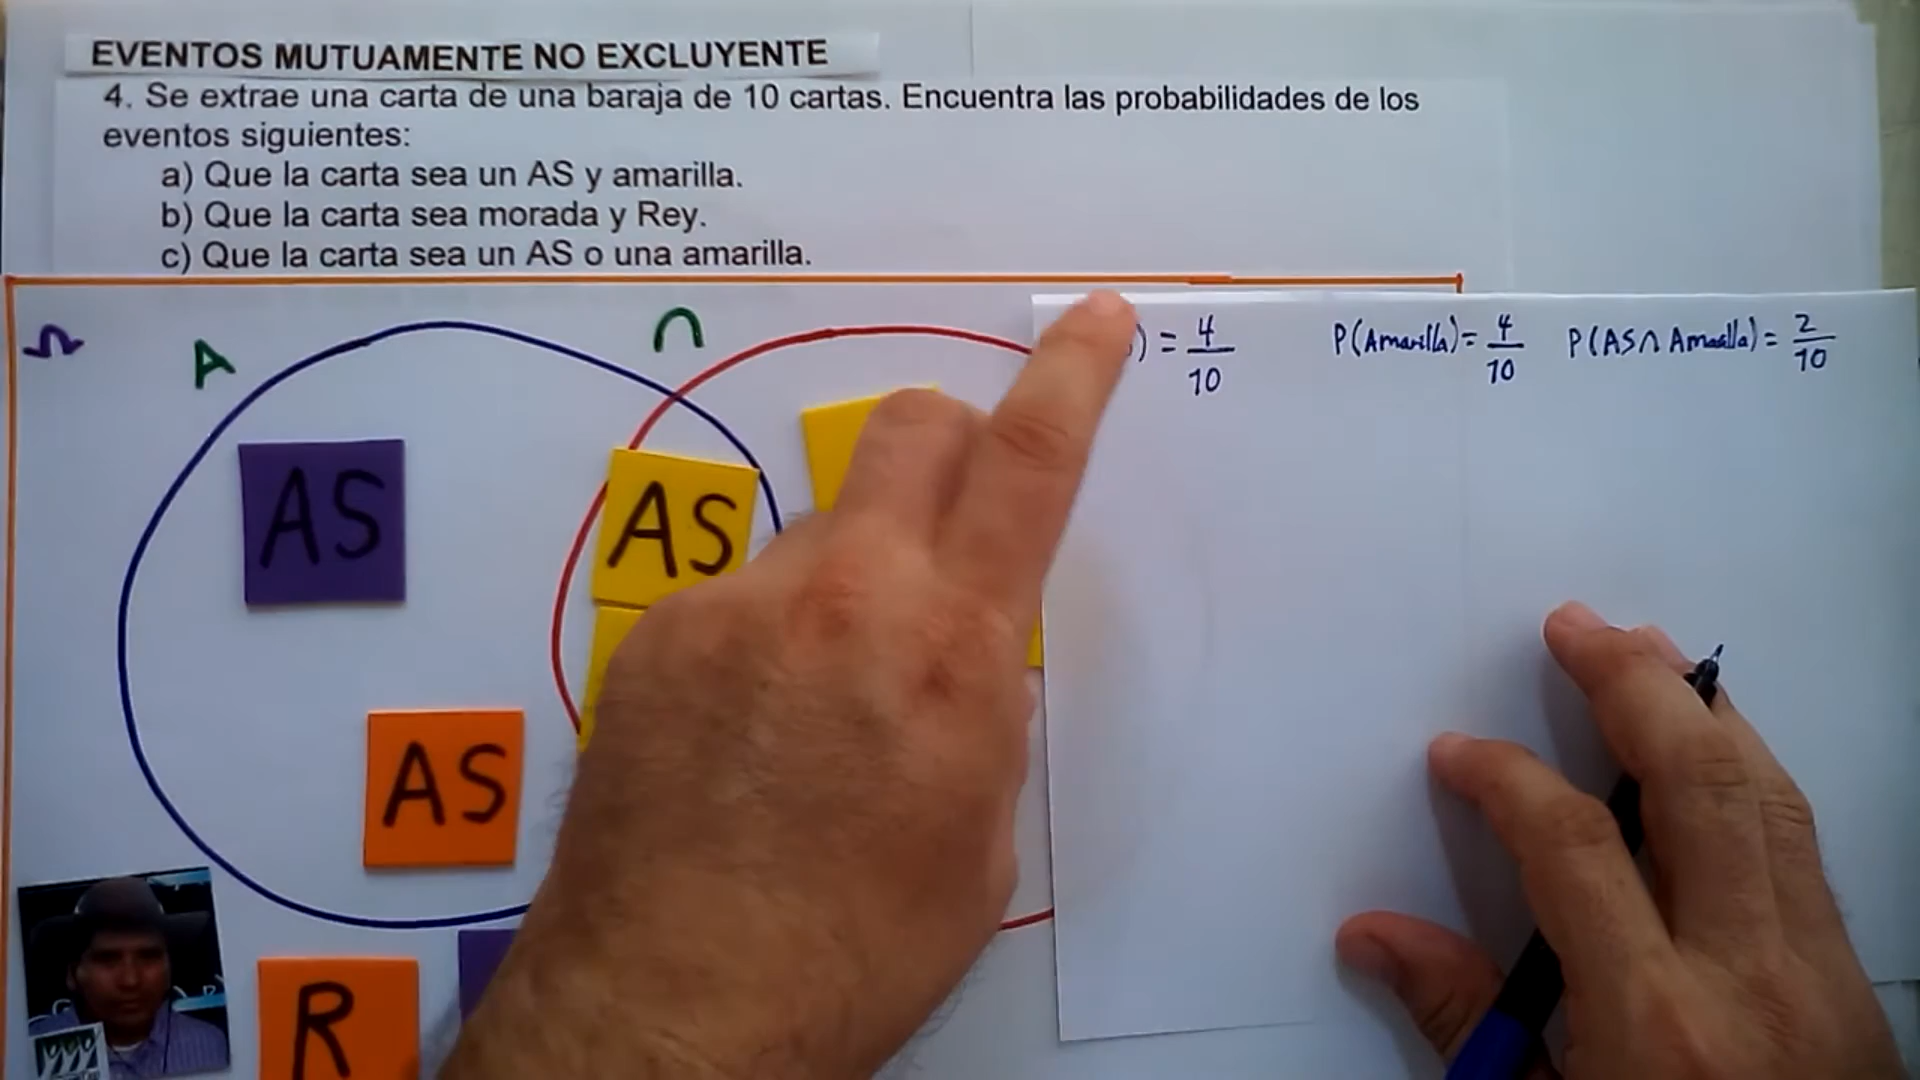 EVENTOS MUTUAMENTE NO EXCLUYENTE
4. Se extrae una carta de una baraja de 10 cartas. Encuentra las probabilidades de los
eventos siguientes:
a) Que la carta sea un AS y amarilla.
b) Que la carta sea morada y Rey.
c) Que la carta sea un AS o una amarilla.
Ω
A
∩
) = 4/10
P(Amarilla) = 4/10
P(AS∩ Amarilla) = 2/10
AS
AS
AS
R